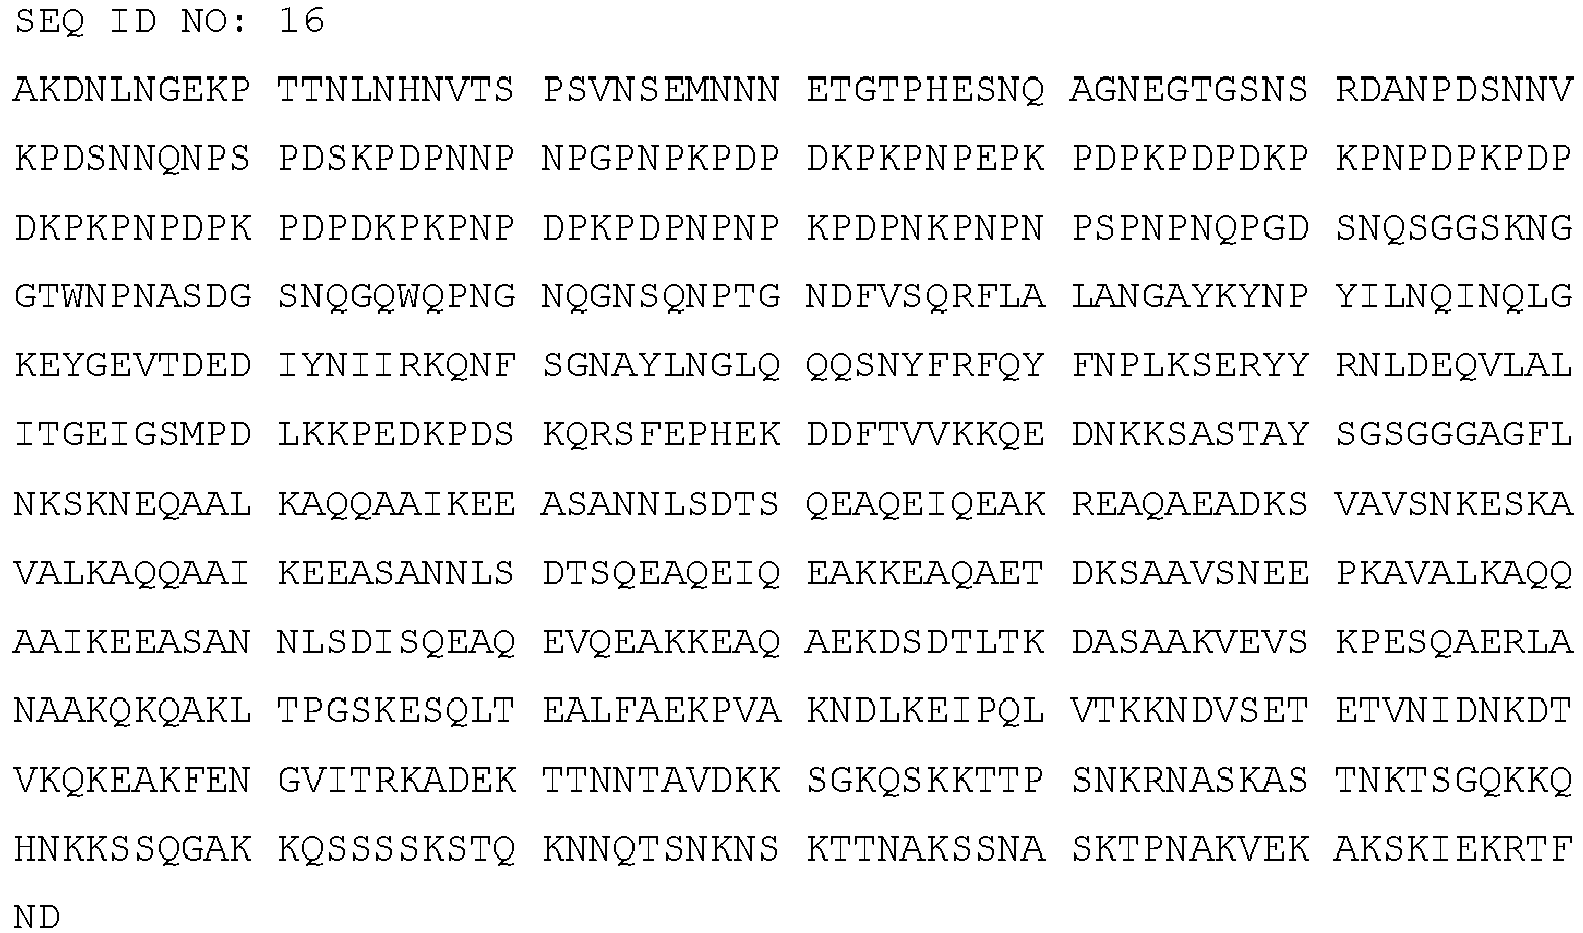 SEQ ID NO: 16
AKDNLNGEKP TTNLNHNVTS PSVNSEMNNN ETGTPHESNQ AGNEGTGSNS RDANPDSNNV
KPDSNNQNPS PDSKPDPNNP NPGPNPKPDP DKPKPNPEPK PDPKPDPDKP KPNPDPKPDP
DKPKPNPDPK PDPDKPKPNP DPKPDPNPNP KPDPNKPNPN PSPNPNQPGD SNQSGGSKNG
GTWNPNASDG SNQGQWQPNG NQGNSQNPTG NDFVSQRFLA LANGAYKYNP YILNQINQLG
KEYGEVTDED IYNIIRKQNF SGNAYLNGLQ QQSNYFRFQY FNPLKSERYY RNLDEQVLAL
ITGEIGSMPD LKKPEDKPDS KQRSFEPHEK DDFTVVKKQE DNKKSASTAY SGSGGGAGFL
NKSKNEQAAL KAQQAAIKEE ASANNLSDTS QEAQEIQEAK REAQAEADKS VAVSNKESKA
VALKAQQAAI KEEASANNLS DTSQEAQEIQ EAKKEAQAET DKSAAVSNEE PKAVALKAQQ
AAIKEEASAN NLSDISQEAQ EVQEAKKEAQ AEKDSDTLTK DASAAKVEVS KPESQAERLA
NAAKQKQAKL TPGSKESQLT EALFAEKPVA KNDLKEIPQL VTKKNDVSET ETVNIDNKDT
VKQKEAKFEN GVITRKADEK TTNNTAVDKK SGKQSKKTTP SNKRNASKAS TNKTSGQKKQ
HNKKSSQGAK KQSSSSKSTQ KNNQTSNKNS KTTNAKSSNA SKTPNAKVEK AKSKIEKRTF
ND